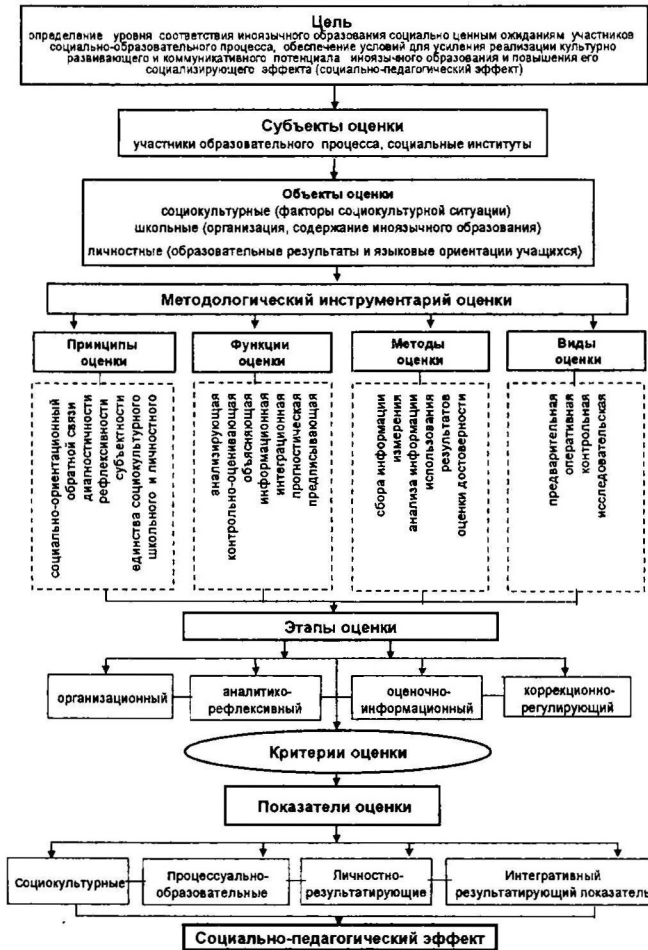 Цель
определение уровня соответствия иноязычного образования социально ценным ожиданиям участников
социально-образовательного процесса, обеспечение условий для усиления реализации культурно
развивающего и коммуникативного потенциала иноязычного образования и повышения его
социализирующего эффекта (социально-педагогический эффект)
Субъекты оценки
участники образовательного процесса, социальные институты
Объекты оценки
социокультурные (факторы социокультурной ситуации)
школьные (организация, содержание иноязычного образования)
личностные (образовательные результаты и языковые ориентации учащихся)
Методологический инструментарий оценки
Принципы
оценки
социально-ориентационный
обратной связи
диагностичности
рефлексивности
субъектности
единства социокультурного
школьного и личностного
Функции
оценки
анализирующая
контрольно-оценивающая
объясняющая
информационная
интеграционная
прогностическая
предписывающая
Методы
оценки
сбора информации
измерения
анализа информации
использования
результатов
оценки достоверности
Виды
оценки
предварительная
оперативная
контрольная
исследовательская
Этапы оценки
организационный
аналитико-
рефлексивный
оценочно-
информационный
коррекционно-
регулирующий
Критерии оценки
Показатели оценки
Социокультурные
Процессуально-
образовательные
Личностно-
результатирующие
Интегративный
результатирующий показатель
Социально-педагогический эффект